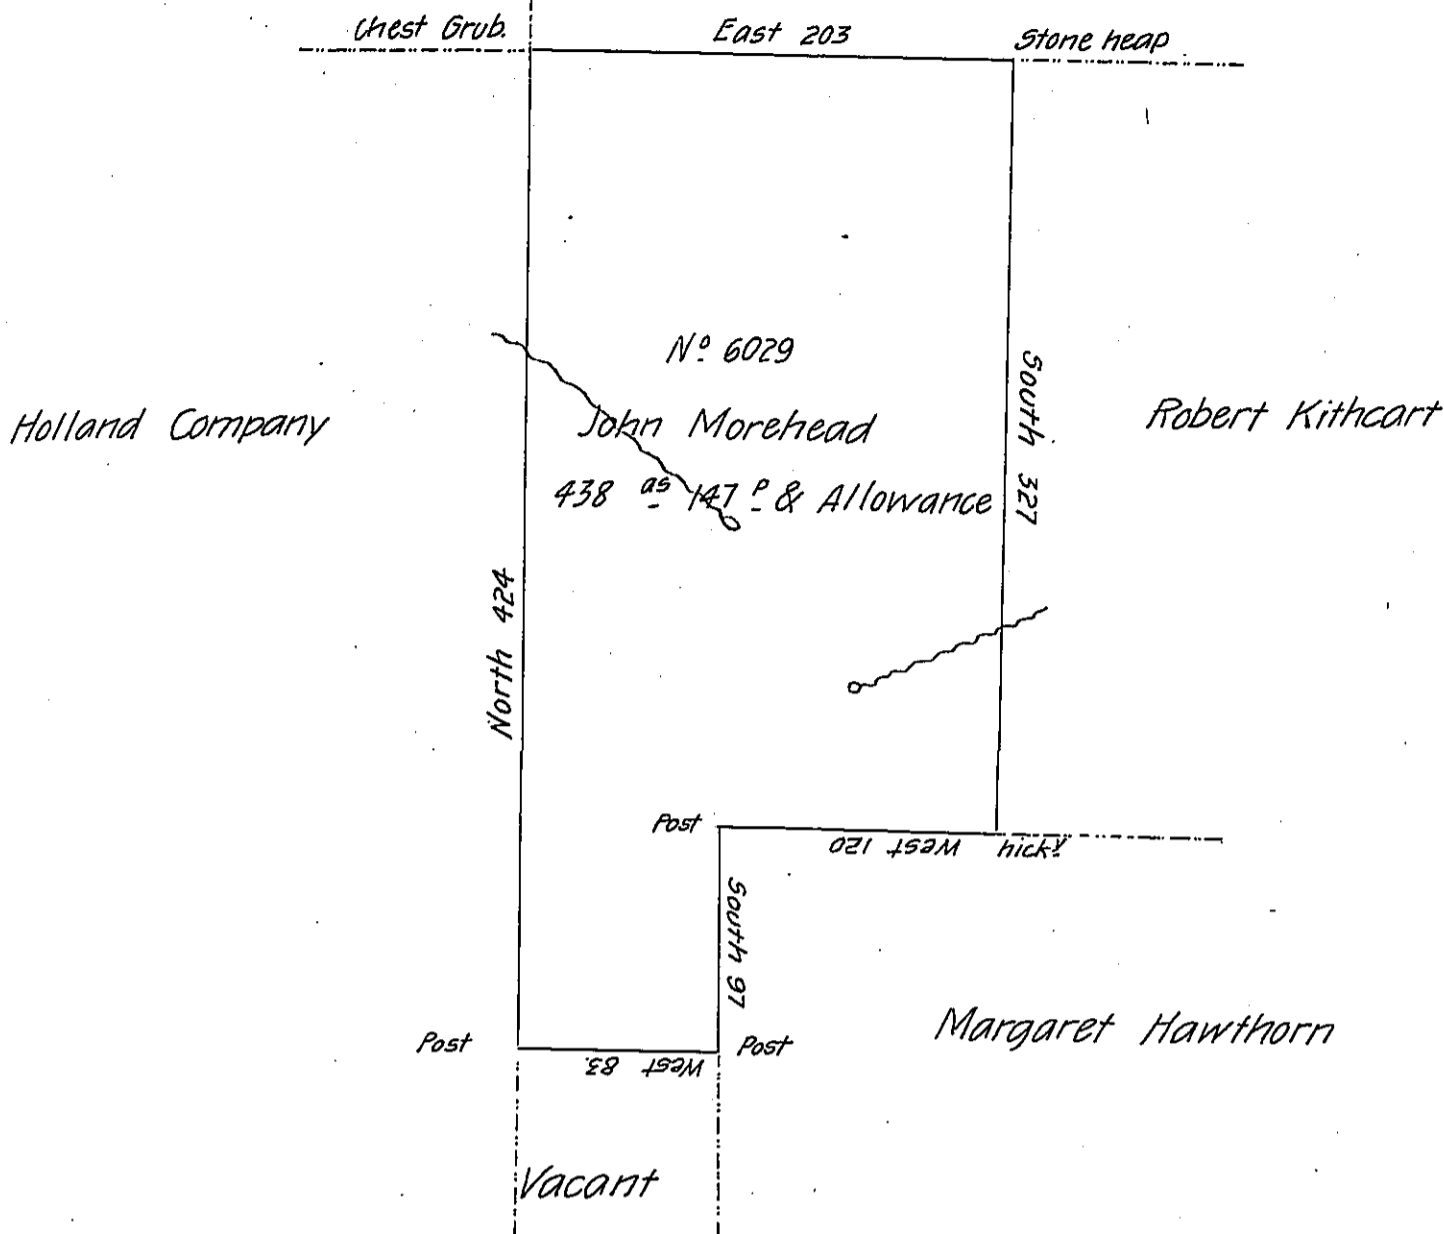 Chest Grub.
East 203
Stone heap
Nº 6029
Holland Company
John Morehead
Robert Kithcart
438 as 147 P & Allowance
South 327
North 424
Post
West 120
hicky
South 97
Margaret Hawthorn
Post
West 83.
Post
Vacant